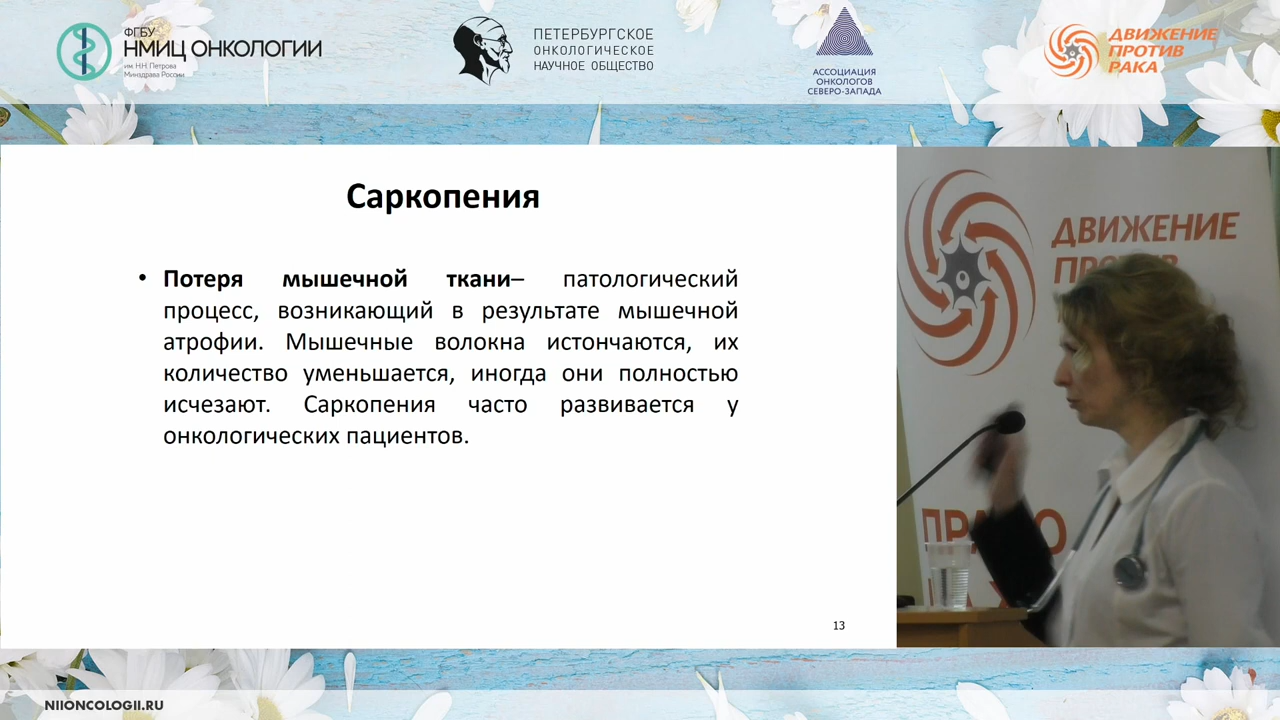 ФГБУ
НМИЦ ОНКОЛОГИИ
им. Н.Н. Петрова
Минздрава России
ПЕТЕРБУРГСКОЕ
ОНКОЛОГИЧЕСКОЕ
НАУЧНОЕ ОБЩЕСТВО
АССОЦИАЦИЯ
ОНКОЛОГОВ
СЕВЕРО-ЗАПАДА
ДВИЖЕНИЕ
ПРОТИВ
РАКА
Саркопения
• Потеря мышечной ткани– патологический
процесс, возникающий в результате мышечной
атрофии. Мышечные волокна истончаются, их
количество уменьшается, иногда они полностью
исчезают. Саркопения часто развивается у
онкологических пациентов.
13
ДВИЖЕНИЕ
NIIONCOLOGII.RU